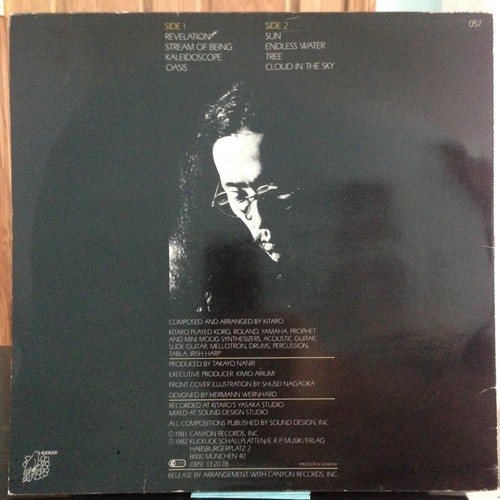 SIDE 1
REVELATION
STREAM OF BEING
KALEIDOSCOPE
OASIS
SIDE 2
SUN
ENDLESS WATER
TREE
CLOUD IN THE SKY
057
COMPOSED AND ARRANGED BY KITARO
KITARO PLAYED KORG, ROLAND, YAMAHA, PROPHET
AND MINI MOOG SYNTHESIZERS, ACOUSTIC GUITAR,
SLIDE GUITAR, MELLOTRON, DRUMS, PERCUSSION,
TABLA, IRISH HARP
PRODUCED BY TAKAYO NANRI
EXECUTIVE PRODUCER: KIMIO ARIUMI
FRONT COVER ILLUSTRATION BY SHUSEI NAGAOKA
DESIGNED BY HERMANN WERNHARD
RECORDED AT KITARO'S YASAKA STUDIO
MIXED AT SOUND DESIGN STUDIO
ALL COMPOSITIONS PUBLISHED BY SOUND DESIGN, INC
© 1981 CANYON RECORDS, INC
© 1982 KUCKUCK SCHALLPLATTEN/E.R.P MUSIKVERLAG
HABSBURGERPLATZ 2
8000 MÜNCHEN 40
(089) 33 20 78
PRINTED IN GERMANY
RELEASE BY ARRANGEMENT WITH CANYON RECORDS, INC
KUCKUCK